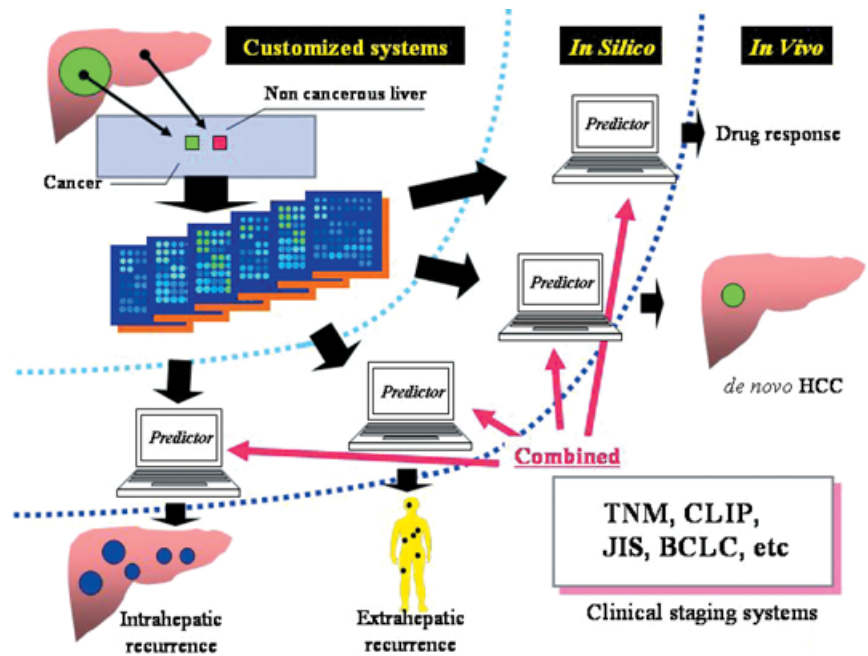 Customized systems
In Silico
In Vivo
Non cancerous liver
Cancer
Predictor
Drug response
Predictor
de novo HCC
Predictor
Predictor
Combined
TNM, CLIP,
JIS, BCLC, etc
Clinical staging systems
Intrahepatic
recurrence
Extrahepatic
recurrence